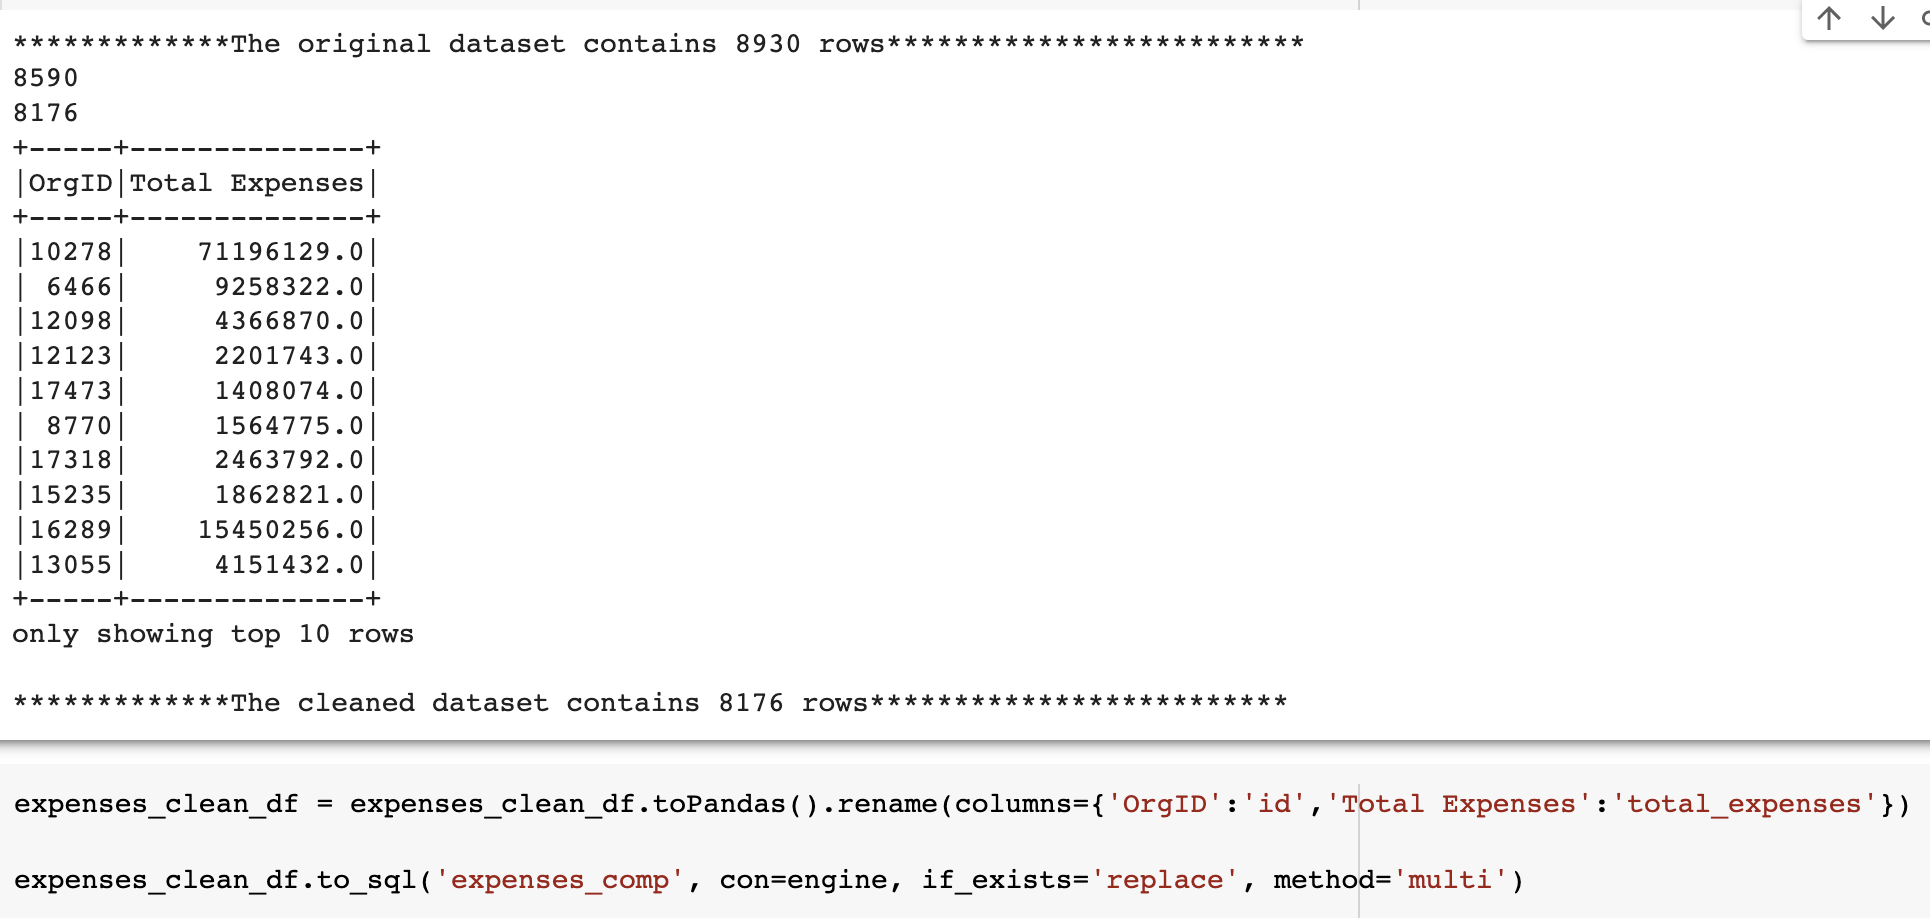 *************The original dataset contains 8930 rows*************************
8590
8176
+-----+--------------+
|OrgID|Total Expenses|
+-----+--------------+
|10278|    71196129.0|
| 6466|     9258322.0|
|12098|     4366870.0|
|12123|     2201743.0|
|17473|     1408074.0|
| 8770|     1564775.0|
|17318|     2463792.0|
|15235|     1862821.0|
|16289|    15450256.0|
|13055|     4151432.0|
+-----+--------------+
only showing top 10 rows
*************The cleaned dataset contains 8176 rows*************************
expenses_clean_df = expenses_clean_df.toPandas().rename(columns={'OrgID':'id','Total Expenses':'total_expenses'})
expenses_clean_df.to_sql('expenses_comp', con=engine, if_exists='replace', method='multi')